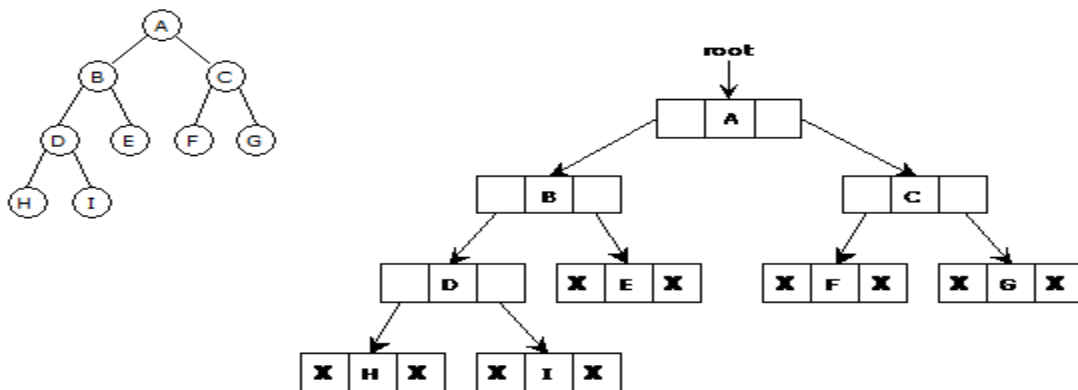 A
B C
D E F G
H I
root
A
B C
D X E X X F X X G X
X H X X I X